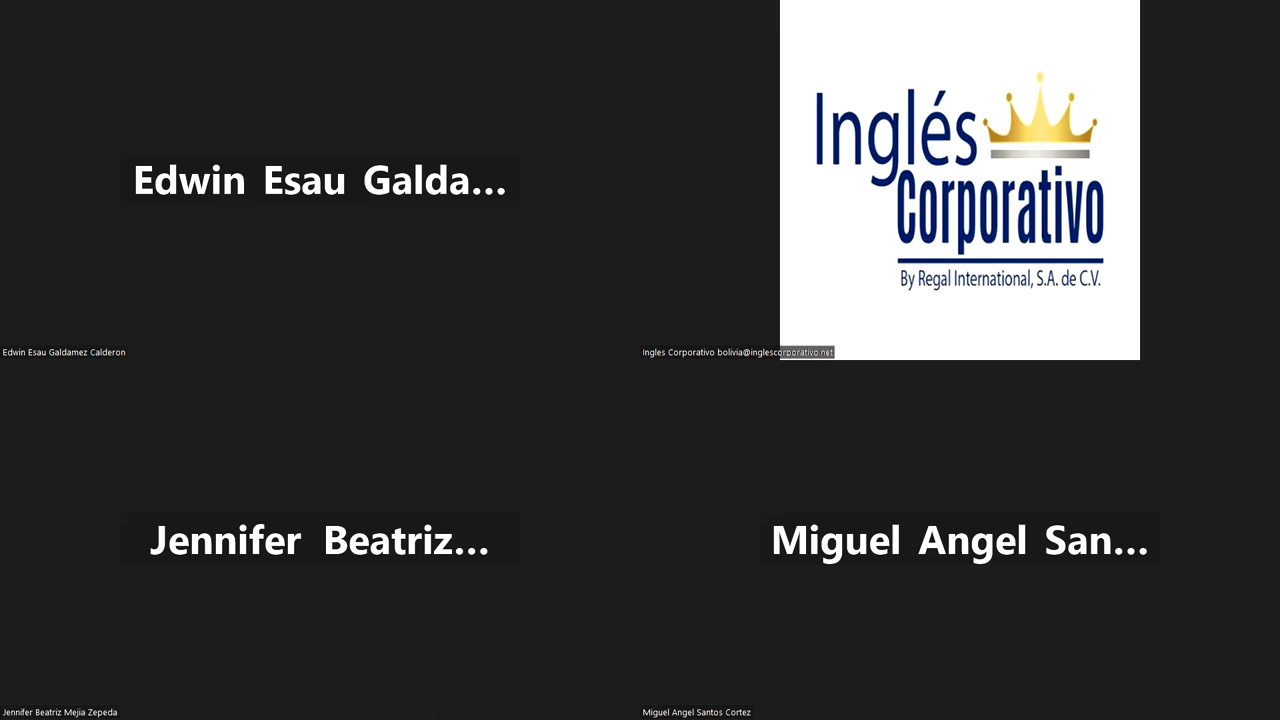 Edwin Esau Galda...
Edwin Esau Galdamez Calderon
Inglés
Corporativo
By Regal International, S.A. de C.V.
Ingles Corporativo bolivia@inglescorporativo.net
Jennifer Beatriz...
Jennifer Beatriz Mejia Zepeda
Miguel Angel San...
Miguel Angel Santos Cortez